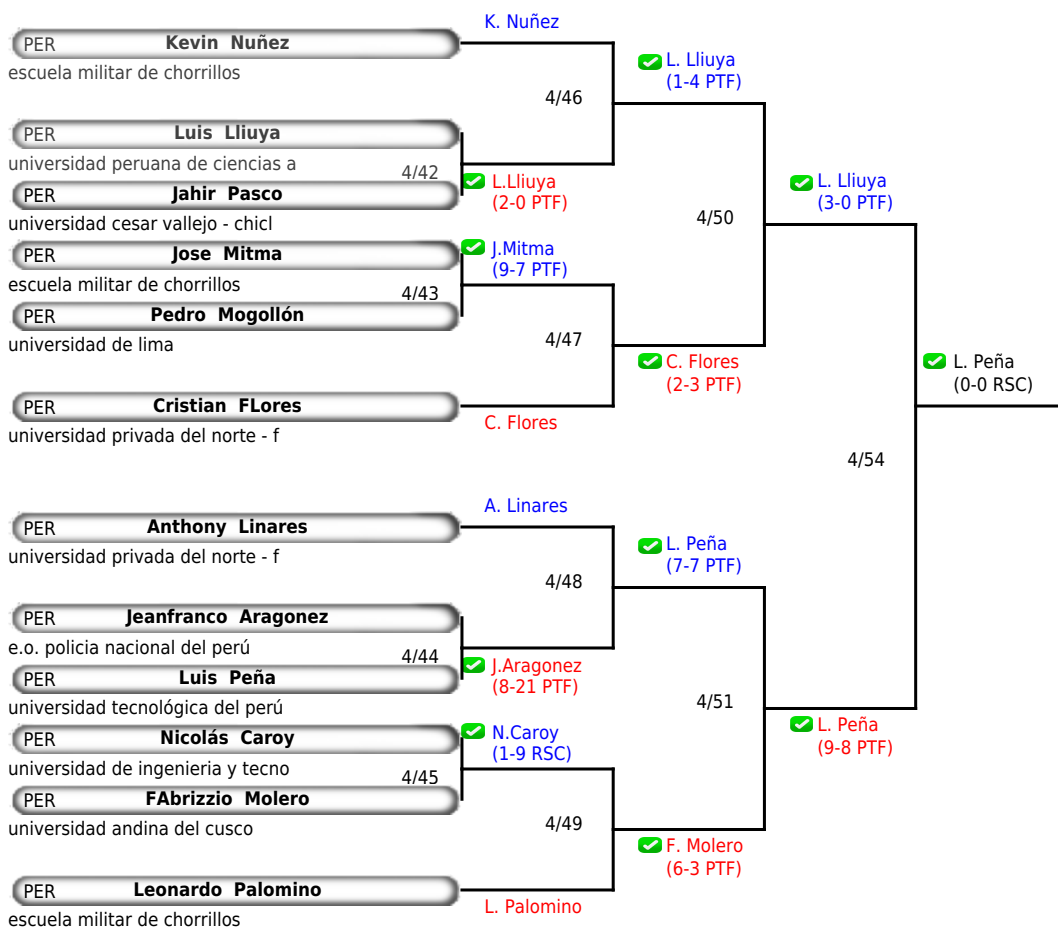 K. Nuñez
PER Kevin Nuñez
escuela militar de chorrillos
L. Lliuya
(1-4 PTF)
4/46
PER Luis Lliuya
universidad peruana de ciencias a
4/42
L.Lliuya
(2-0 PTF)
PER Jahir Pasco
universidad cesar vallejo - chicl
L. Lliuya
(3-0 PTF)
4/50
PER Jose Mitma
escuela militar de chorrillos
J.Mitma
(9-7 PTF)
4/43
PER Pedro Mogollón
universidad de lima
4/47
C. Flores
(2-3 PTF)
L. Peña
(0-0 RSC)
PER Cristian FLores
universidad privada del norte - f
C. Flores
4/54
A. Linares
PER Anthony Linares
universidad privada del norte - f
L. Peña
(7-7 PTF)
4/48
PER Jeanfranco Aragonez
e.o. policia nacional del perú
4/44
J.Aragonez
(8-21 PTF)
PER Luis Peña
universidad tecnológica del perú
4/51
L. Peña
(9-8 PTF)
PER Nicolás Caroy
universidad de ingenieria y tecno
N.Caroy
(1-9 RSC)
4/45
PER FAbrizzio Molero
universidad andina del cusco
4/49
F. Molero
(6-3 PTF)
PER Leonardo Palomino
escuela militar de chorrillos
L. Palomino